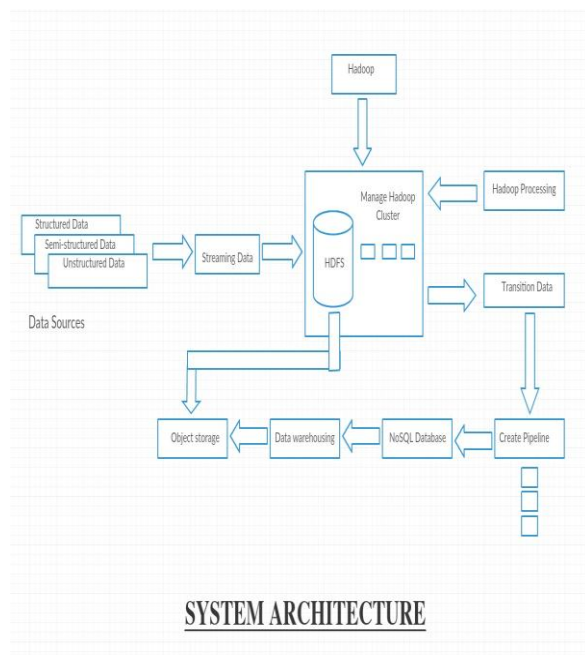 Hadoop
Manage Hadoop
Cluster
Hadoop Processing
Structured Data
Semi-structured Data
Unstructured Data
Streaming Data
HDFS
Transition Data
Data Sources
Object storage
Data warehousing
NoSQL Database
Create Pipeline
SYSTEM ARCHITECTURE